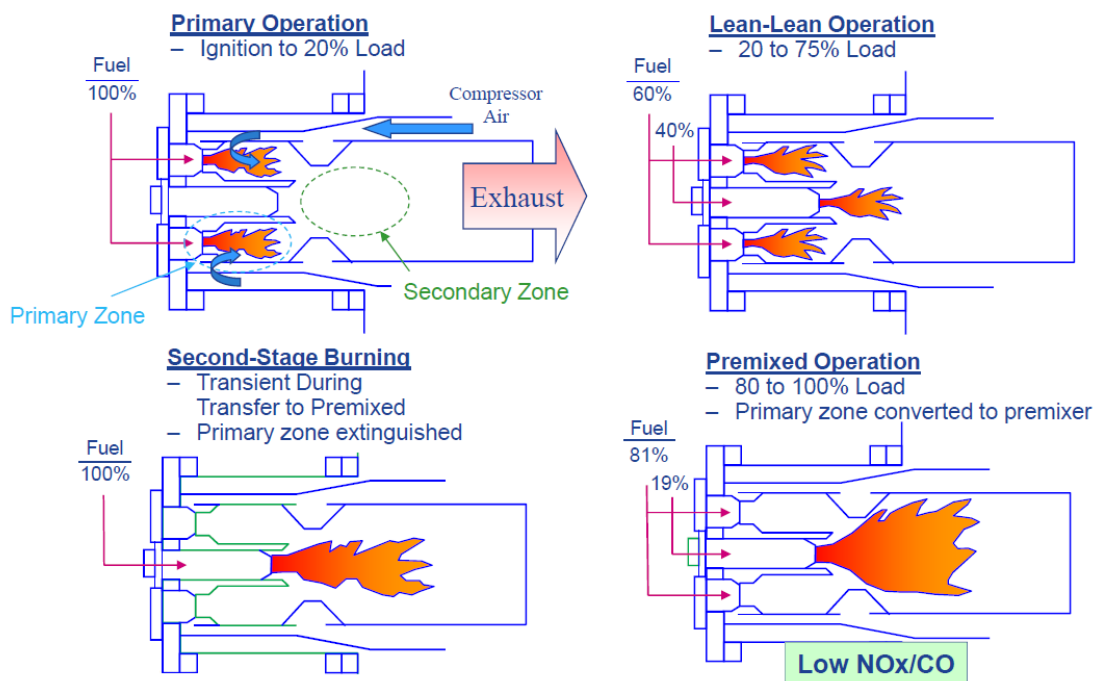 Primary Operation
– Ignition to 20% Load
Fuel
100%
Compressor
Air
Exhaust
Primary Zone
Secondary Zone
Lean-Lean Operation
– 20 to 75% Load
Fuel
60%
40%
Second-Stage Burning
– Transient During
Transfer to Premixed
– Primary zone extinguished
Fuel
100%
Premixed Operation
– 80 to 100% Load
– Primary zone converted to premixer
Fuel
81%
19%
Low NOx/CO